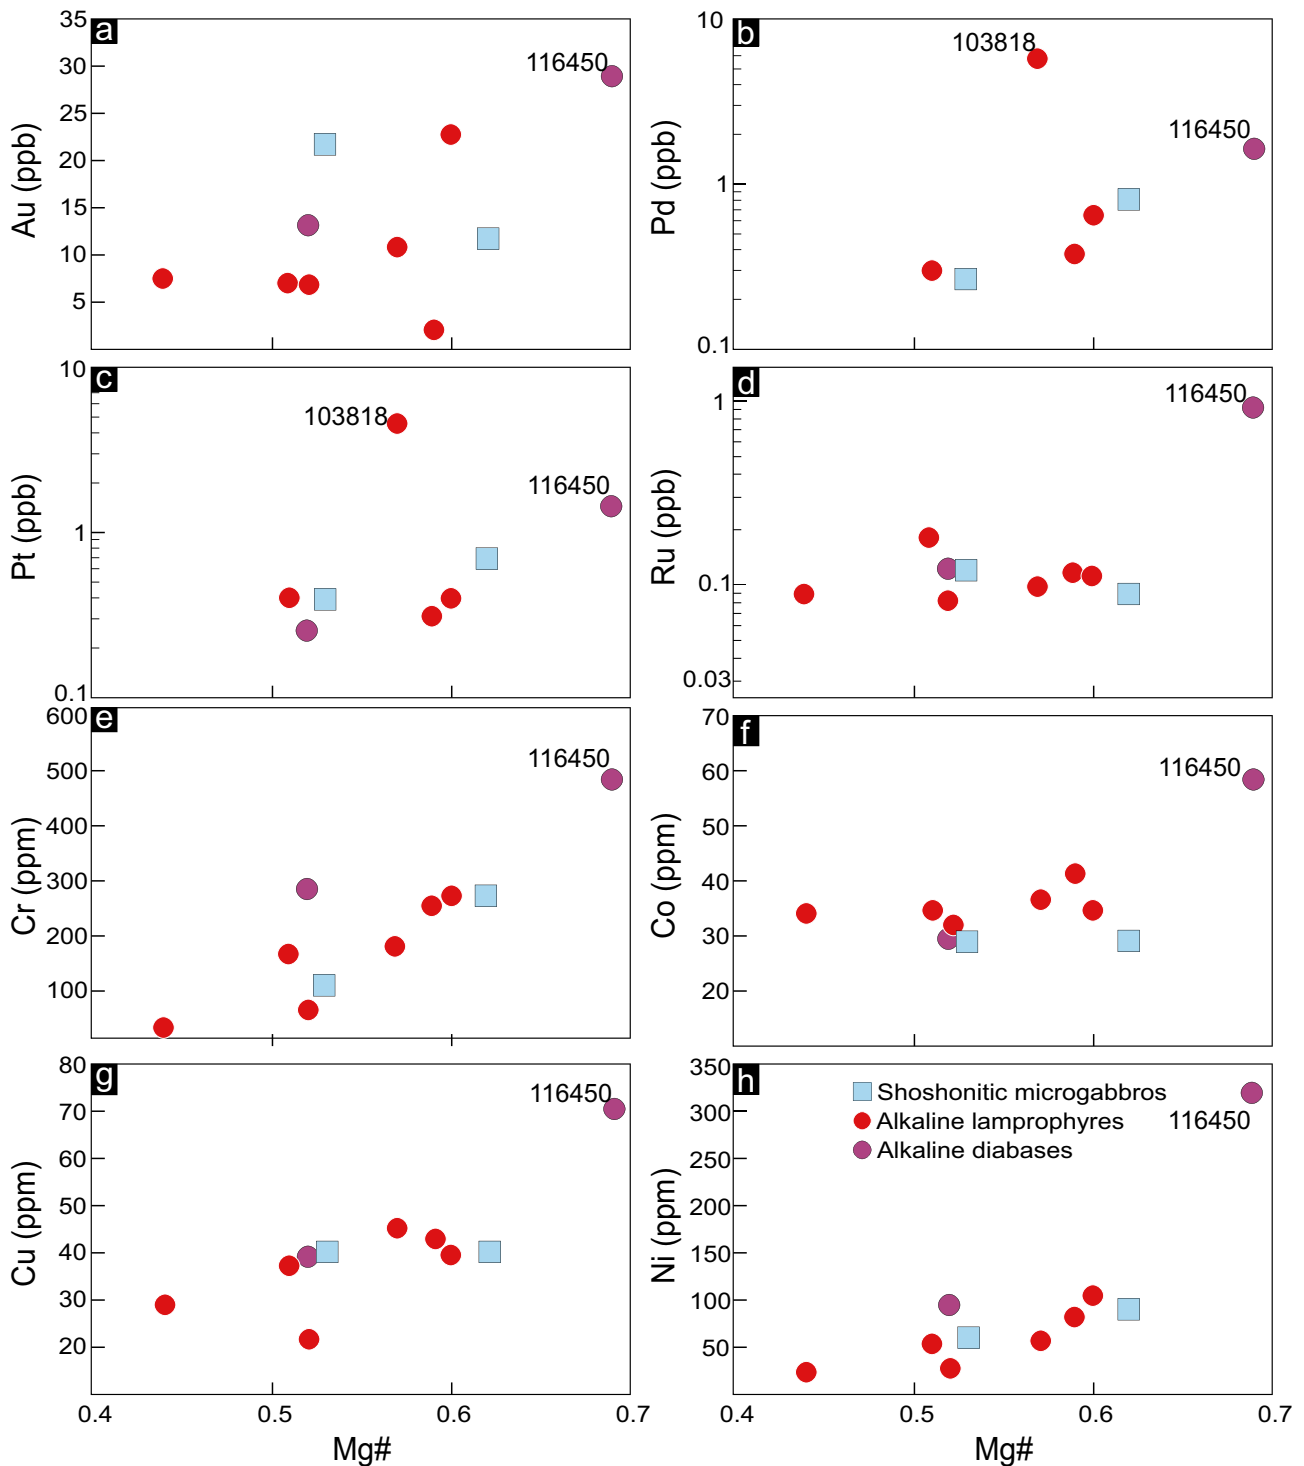 a
35
30
25
20
15
10
5
Au (ppb)
116450
b
10
1
0.1
Pd (ppb)
103818
116450
c
10
1
0.1
Pt (ppb)
103818
116450
d
1
0.1
0.03
Ru (ppb)
116450
e
600
500
400
300
200
100
Cr (ppm)
116450
f
70
60
50
40
30
20
Co (ppm)
116450
g
80
70
60
50
40
30
20
Cu (ppm)
116450
0.4 0.5 0.6 0.7
Mg#
h
350
300
250
200
150
100
50
Ni (ppm)
Shoshonitic microgabbros
Alkaline lamprophyres
Alkaline diabases
116450
0.4 0.5 0.6 0.7
Mg#